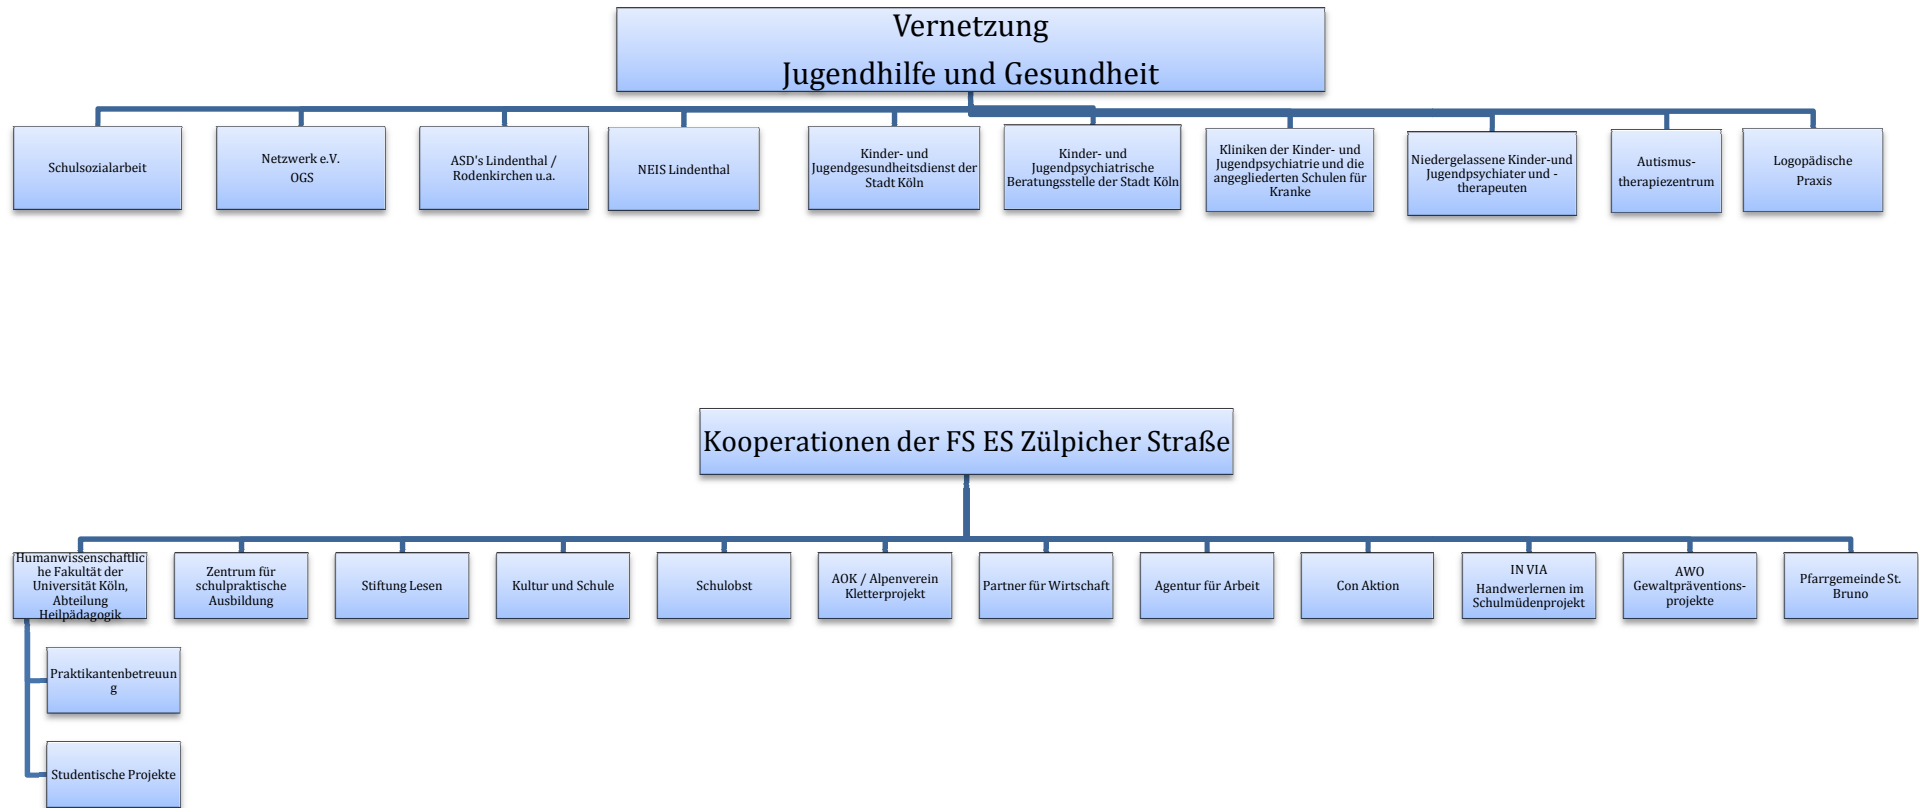 Vernetzung
Jugendhilfe und Gesundheit
Schulsozialarbeit
Netzwerk e.V.
OGS
ASD's Lindenthal /
Rodenkirchen u.a.
NEIS Lindenthal
Kinder- und
Jugendgesundheitsdienst der
Stadt Köln
Kinder- und
Jugendpsychiatrische
Beratungsstelle der Stadt Köln
Kliniken der Kinder- und
Jugendpsychiatrie und die
angegliederten Schulen für
Kranke
Niedergelassene Kinder-und
Jugendpsychiater und -
therapeuten
Autismus-
therapiezentrum
Logopädische
Praxis
Kooperationen der FS ES Zülpicher Straße
Humanwissenschaftlic
he Fakultät der
Universität Köln,
Abteilung
Heilpädagogik
Zentrum für
schulpraktische
Ausbildung
Stiftung Lesen
Kultur und Schule
Schulobst
AOK / Alpenverein
Kletterprojekt
Partner für Wirtschaft
Agentur für Arbeit
Con Aktion
IN VIA
Handwerlernen im
Schulmüdenprojekt
AWO
Gewaltpräventions-
projekte
Pfarrgemeinde St.
Bruno
Praktikantenbetreuun
g
Studentische Projekte